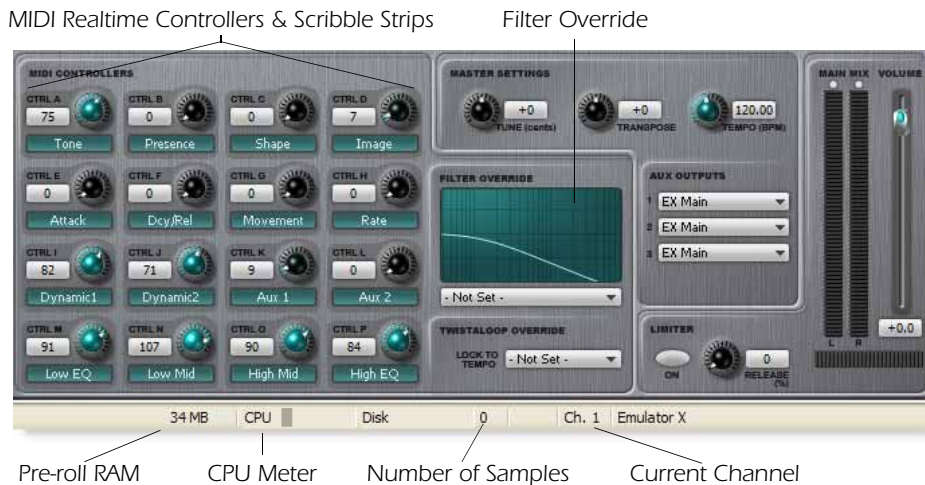 MIDI Realtime Controllers & Scribble Strips
Filter Override
MIDI CONTROLLERS
CTRL A
75
Tone
CTRL B
0
Presence
CTRL C
0
Shape
CTRL D
7
Image
CTRL E
0
Attack
CTRL F
0
Dcy/Rel
CTRL G
0
Movement
CTRL H
0
Rate
CTRL I
82
Dynamic1
CTRL J
71
Dynamic2
CTRL K
9
Aux 1
CTRL L
0
Aux 2
CTRL M
91
Low EQ
CTRL N
107
Low Mid
CTRL O
90
High Mid
CTRL P
84
High EQ
MASTER SETTINGS
+0
TUNE (cents)
+0
TRANSPOSE
120.00
TEMPO (BPM)
FILTER OVERRIDE
- Not Set -
TWISTALOOP OVERRIDE
LOCK TO
TEMPO
- Not Set -
AUX OUTPUTS
1 EX Main
2 EX Main
3 EX Main
LIMITER
ON
0
RELEASE
(%)
MAIN MIX
L R
VOLUME
+0.0
34 MB CPU Disk 0 Ch. 1 Emulator X
Pre-roll RAM
CPU Meter
Number of Samples
Current Channel